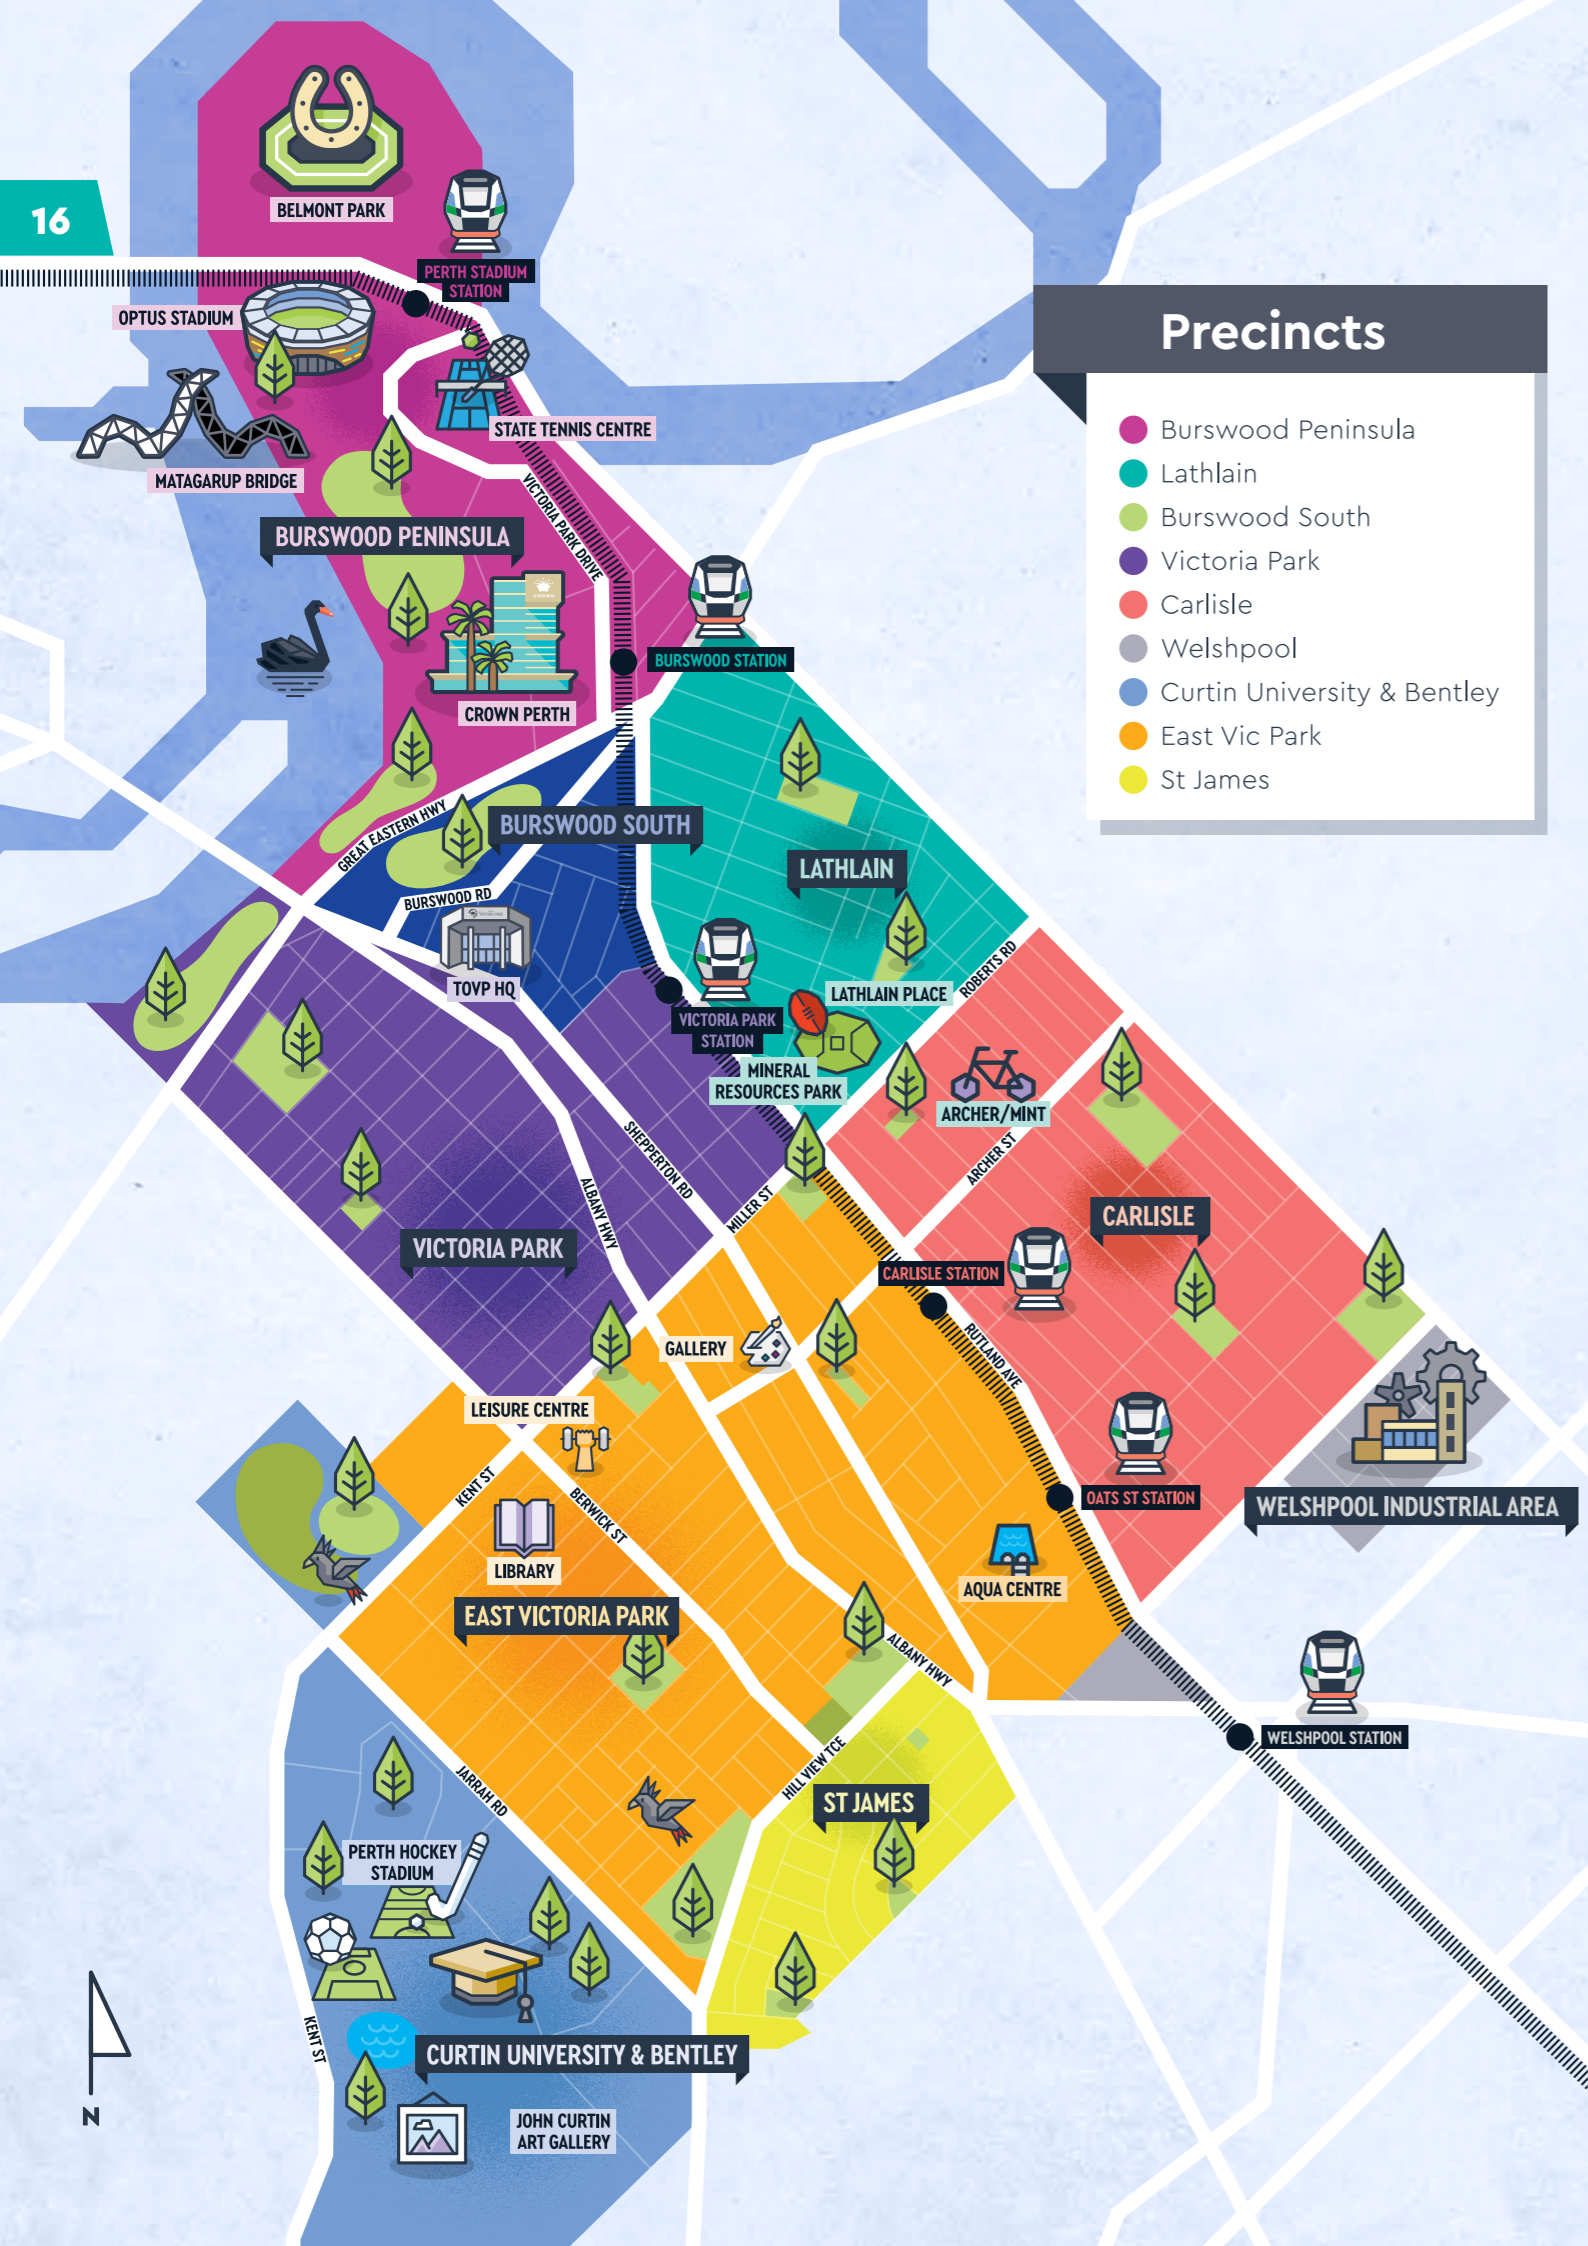 BELMONT PARK
16
PERTH STADIUM
STATION
OPTUS STADIUM
Precincts
Burswood Peninsula
Lathlain
Burswood South
Victoria Park
Carlisle
Welshpool
Curtin University & Bentley
East Vic Park
St James
STATE TENNIS CENTRE
MATAGARUP BRIDGE
VICTORIA PARK DRIVE
BURSWOOD PENINSULA
CROWN
BURSWOOD STATION
CROWN PERTH
GREAT EASTERN HWY
BURSWOOD SOUTH
LATHLAIN
BURSWOOD RD
TOVP HQ
ROBERTS RD
LATHLAIN PLACE
VICTORIA PARK
STATION
MINERAL
RESOURCES PARK
ARCHER/MINT
ARCHER ST
SHEPPERTON RD
ALBANY HWY
MILLER ST
CARLISLE
VICTORIA PARK
CARLISLE STATION
RUTLAND AVE
GALLERY
LEISURE CENTRE
KENT ST
BERWICK ST
OATS ST STATION
WELSHPOOL INDUSTRIAL AREA
LIBRARY
AQUA CENTRE
EAST VICTORIA PARK
ALBANY HWY
WELSHPOOL STATION
HILL VIEW TCE
JARRAH RD
ST JAMES
PERTH HOCKEY
STADIUM
KENT ST
CURTIN UNIVERSITY & BENTLEY
JOHN CURTIN
ART GALLERY
N